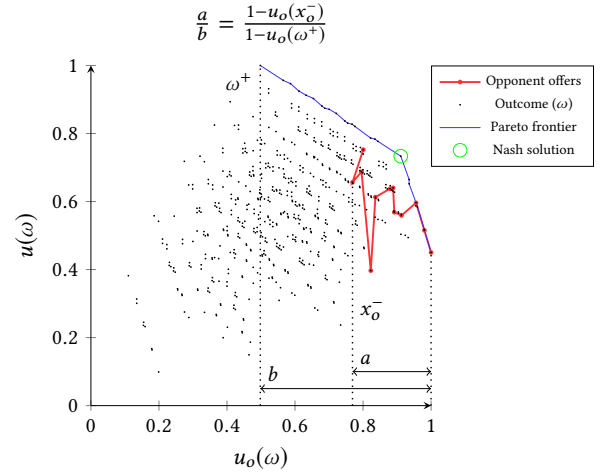 a/b = (1−u_o(x_o^−))/(1−u_o(ω^+))
1
0.8
0.6
0.4
0.2
0
u(ω)
ω^+
x_o^−
a
b
0 0.2 0.4 0.6 0.8 1
u_o(ω)
Opponent offers
Outcome (ω)
Pareto frontier
Nash solution